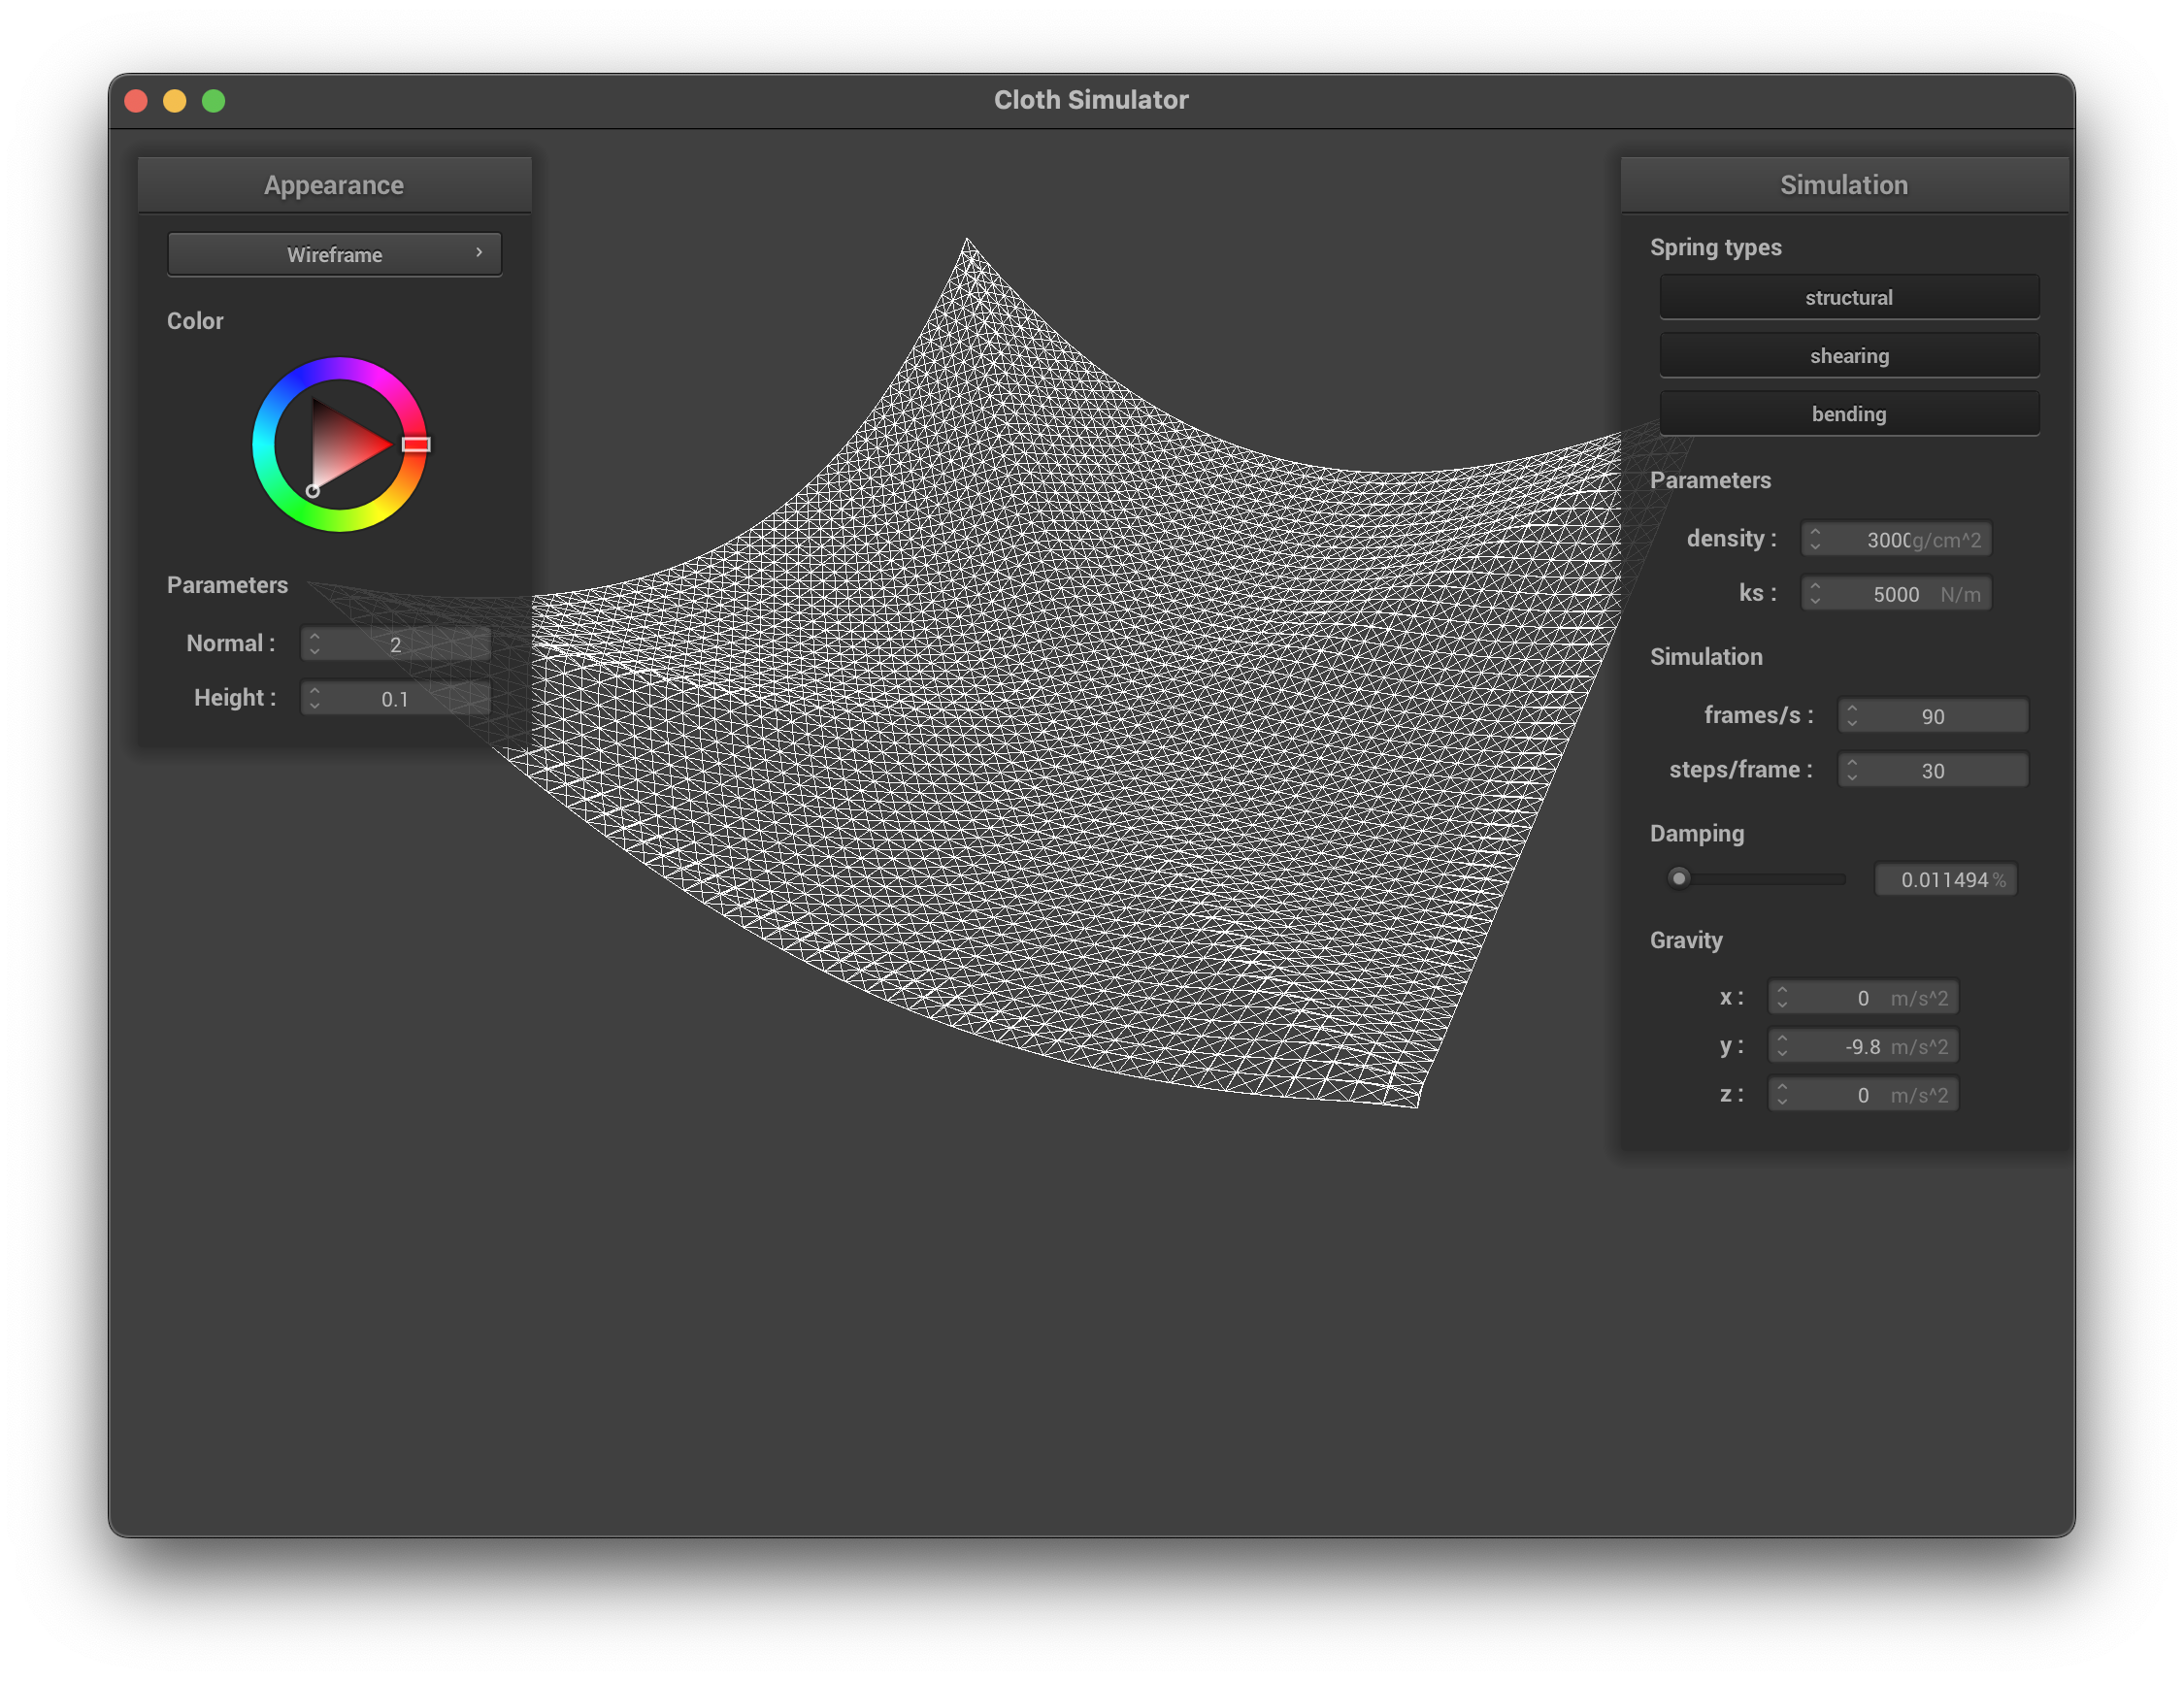 Cloth Simulator
Appearance
Wireframe
Color
Parameters
Normal : 2
Height : 0.1
Simulation
Spring types
structural
shearing
bending
Parameters
density : 3000 g/cm^2
ks : 5000 N/m
Simulation
frames/s : 90
steps/frame : 30
Damping
0.011494 %
Gravity
x : 0 m/s^2
y : -9.8 m/s^2
z : 0 m/s^2